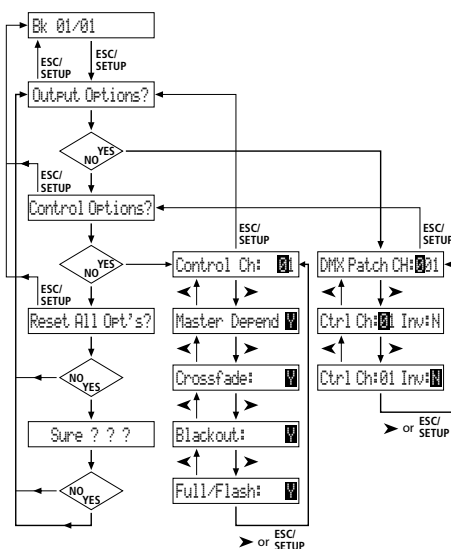 Bk 01/01
ESC/
SETUP
ESC/
SETUP
Output Options?
YES
NO
ESC/
SETUP
Control Options?
YES
NO
ESC/
SETUP
Reset All Opt's?
NO
YES
Sure ? ? ?
NO
YES
ESC/
SETUP
Control Ch: 01
Master Depend Y
Crossfade: Y
Blackout: Y
Full/Flash: Y
➤ or ESC/
SETUP
ESC/
SETUP
DMX Patch CH:001
Ctrl Ch:01 Inv:N
Ctrl Ch:01 Inv:N
➤ or ESC/
SETUP